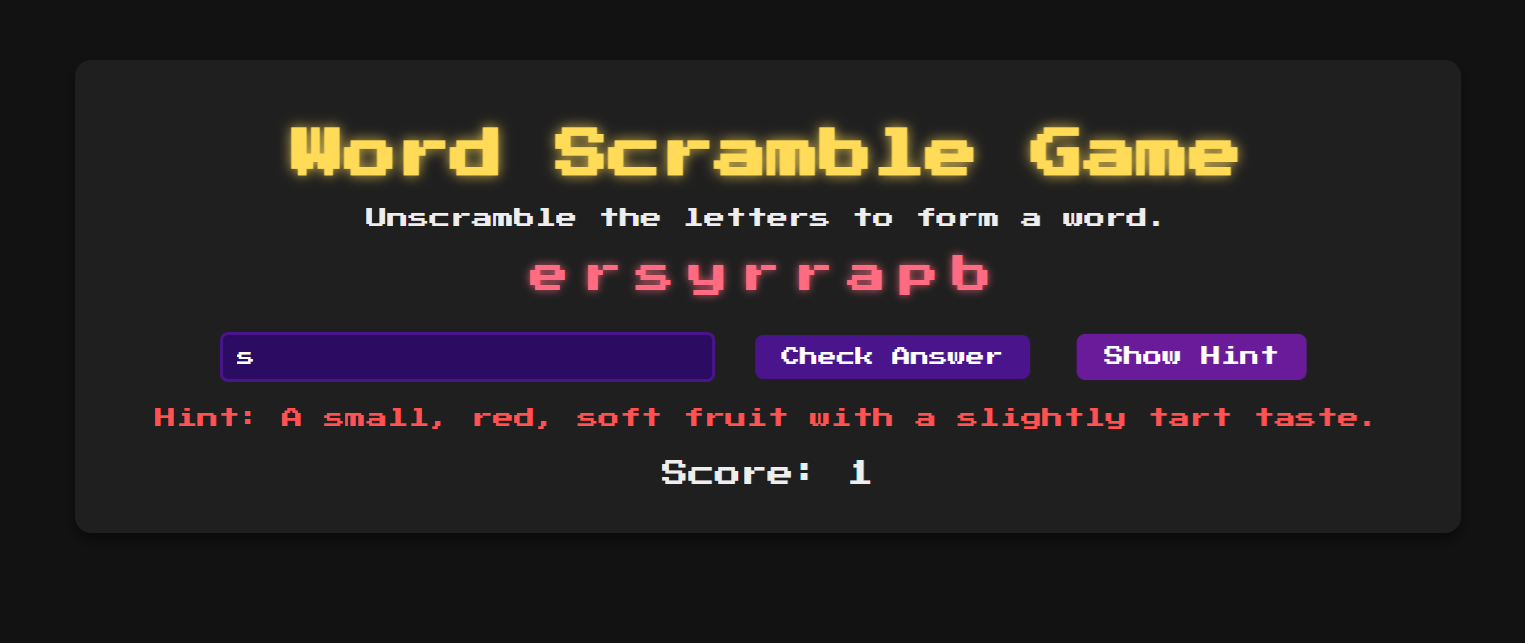 Word Scramble Game
Unscramble the letters to form a word.
ersyrrapb
s
Check Answer
Show Hint
Hint: A small, red, soft fruit with a slightly tart taste.
Score: 1